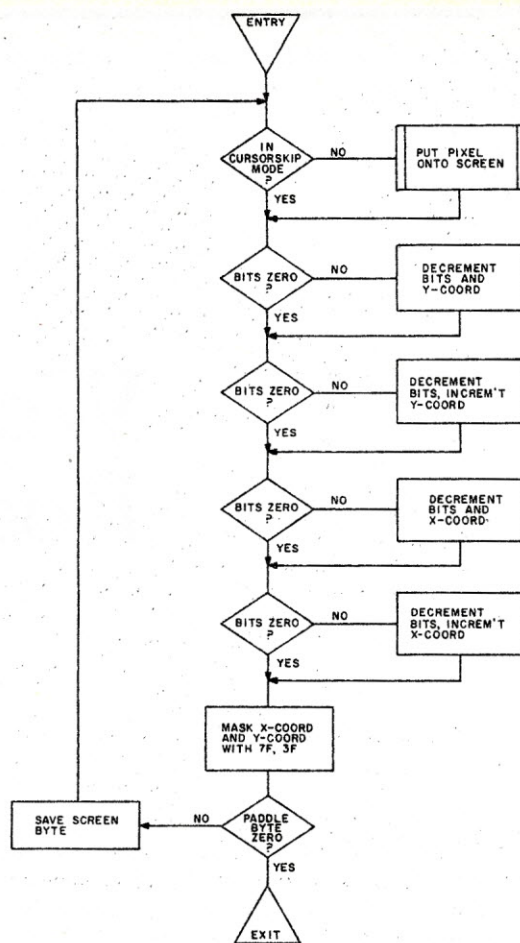 ENTRY
IN
CURSORSKIP
MODE
?
NO
PUT PIXEL
ONTO SCREEN
YES
BITS ZERO
?
NO
DECREMENT
BITS AND
Y-COORD
YES
BITS ZERO
?
NO
DECREMENT
BITS, INCREM'T
Y-COORD
YES
BITS ZERO
?
NO
DECREMENT
BITS AND
X-COORD
YES
BITS ZERO
?
NO
DECREMENT
BITS, INCREM'T
X-COORD
YES
MASK X-COORD
AND Y-COORD
WITH 7F, 3F
SAVE SCREEN
BYTE
NO
PADDLE
BYTE
ZERO
?
YES
EXIT